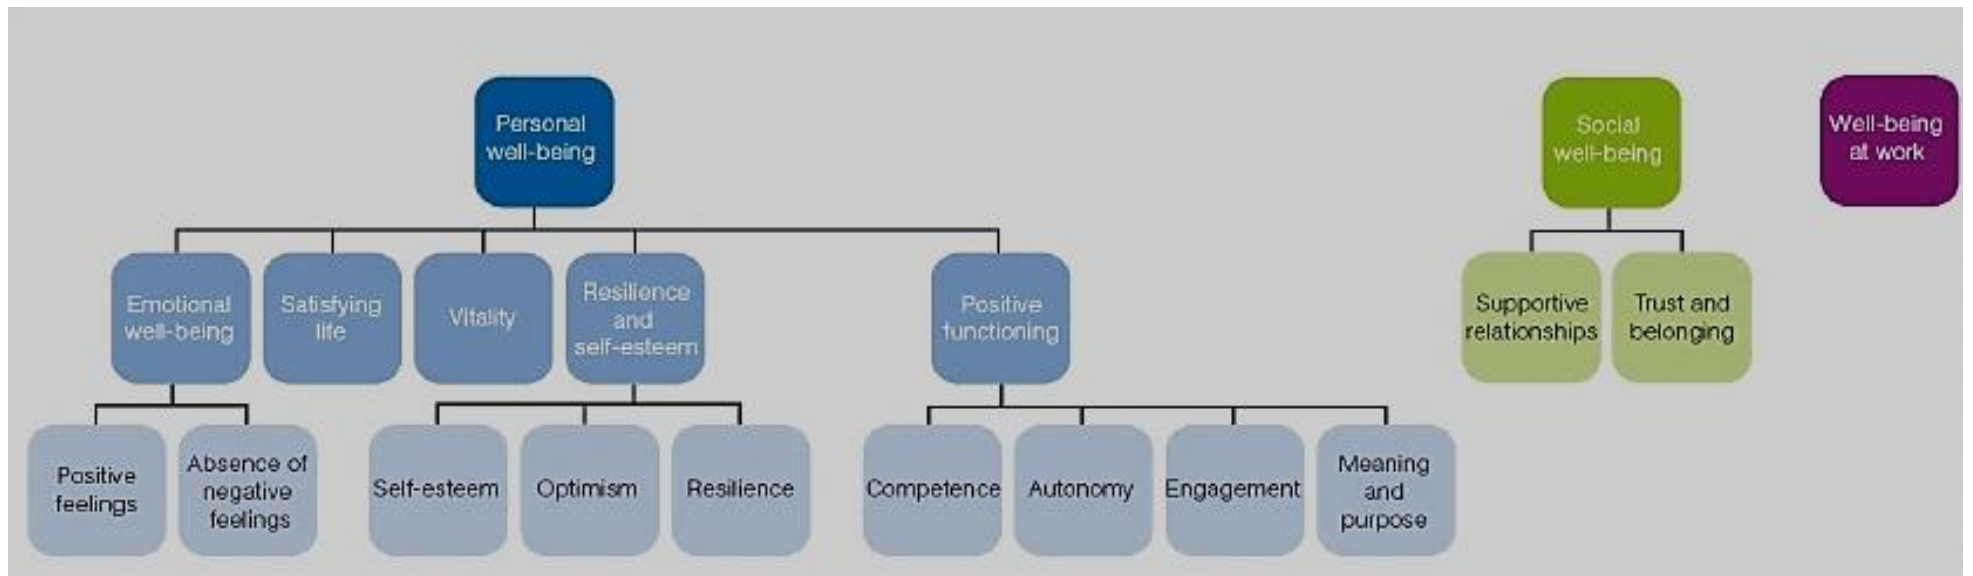 Personal
well-being
Social
well-being
Well-being
at work
Emotional
well-being
Satisfying
life
Vitality
Resilience
and
self-esteem
Positive
functioning
Supportive
relationships
Trust and
belonging
Positive
feelings
Absence of
negative
feelings
Self-esteem
Optimism
Resilience
Competence
Autonomy
Engagement
Meaning
and
purpose